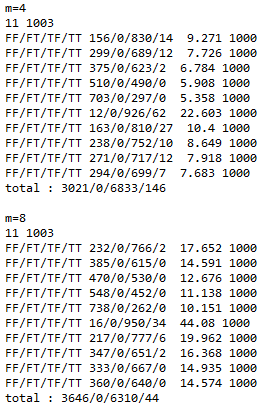 m=4
11 1003
FF/FT/TF/TT 156/0/830/14 9.271 1000
FF/FT/TF/TT 299/0/689/12 7.726 1000
FF/FT/TF/TT 375/0/623/2 6.784 1000
FF/FT/TF/TT 510/0/490/0 5.908 1000
FF/FT/TF/TT 703/0/297/0 5.358 1000
FF/FT/TF/TT 12/0/926/62 22.603 1000
FF/FT/TF/TT 163/0/810/27 10.4 1000
FF/FT/TF/TT 238/0/752/10 8.649 1000
FF/FT/TF/TT 271/0/717/12 7.918 1000
FF/FT/TF/TT 294/0/699/7 7.683 1000
total : 3021/0/6833/146
m=8
11 1003
FF/FT/TF/TT 232/0/766/2 17.652 1000
FF/FT/TF/TT 385/0/615/0 14.591 1000
FF/FT/TF/TT 470/0/530/0 12.676 1000
FF/FT/TF/TT 548/0/452/0 11.138 1000
FF/FT/TF/TT 738/0/262/0 10.151 1000
FF/FT/TF/TT 16/0/950/34 44.08 1000
FF/FT/TF/TT 217/0/777/6 19.962 1000
FF/FT/TF/TT 347/0/651/2 16.368 1000
FF/FT/TF/TT 333/0/667/0 14.935 1000
FF/FT/TF/TT 360/0/640/0 14.574 1000
total : 3646/0/6310/44